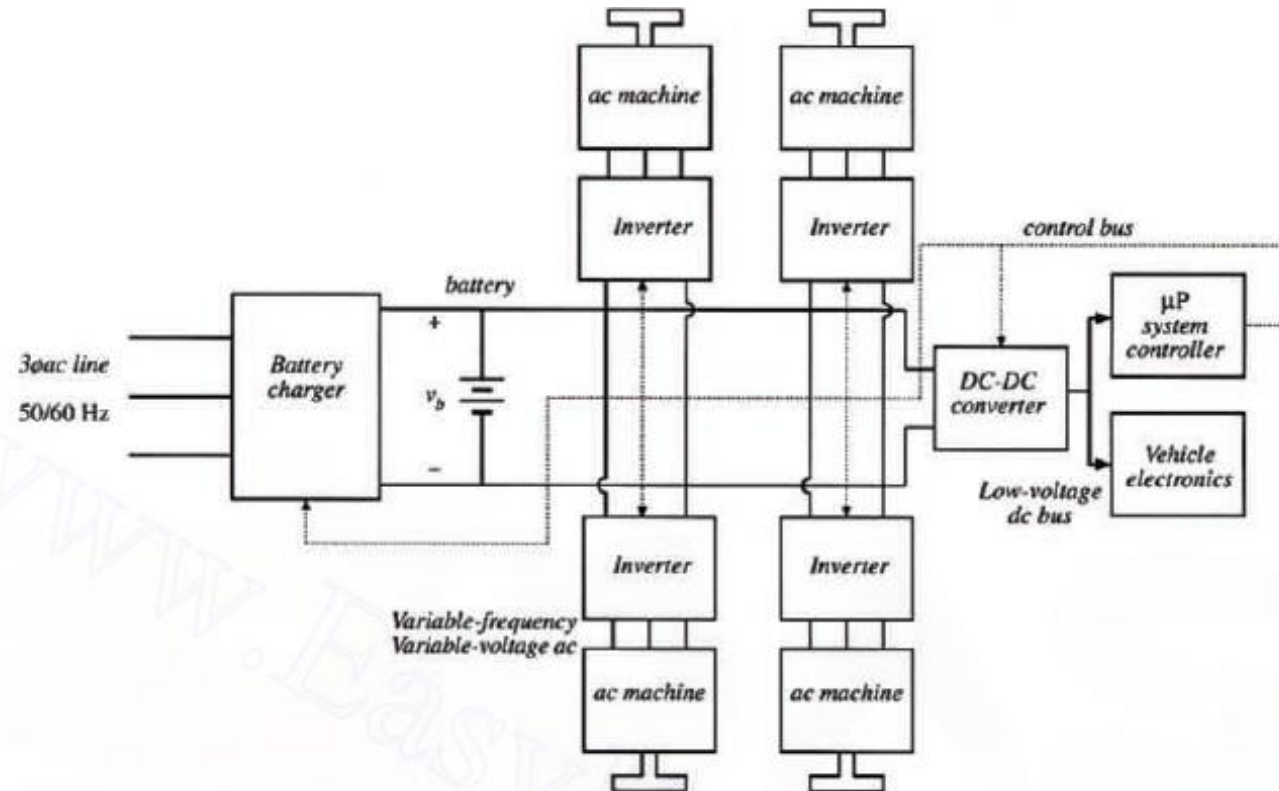 ac machine
ac machine
Inverter
Inverter
control bus
battery
+
µP
system
controller
3øac line
Battery
charger
v_b
DC-DC
converter
50/60 Hz
Vehicle
electronics
–
Low-voltage
dc bus
Inverter
Inverter
Variable-frequency
Variable-voltage ac
ac machine
ac machine